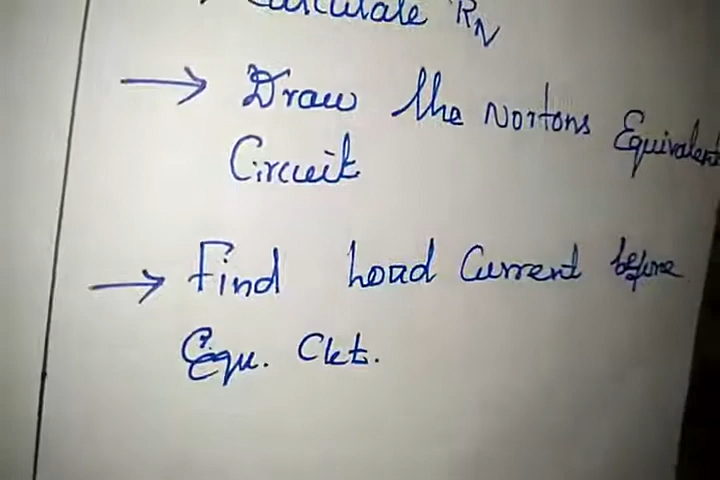 → Calculate RN
→ Draw the Nortons Equivalent
Circuit
→ Find Load Current before
Equ. Ckt.